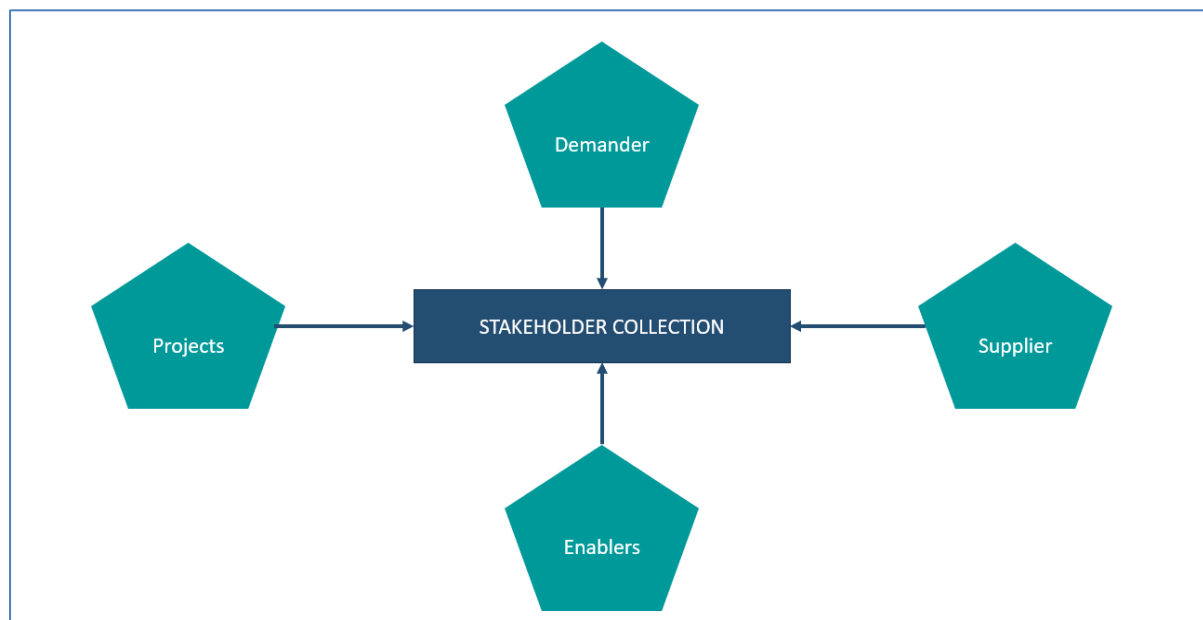 Demander
Projects
STAKEHOLDER COLLECTION
Supplier
Enablers